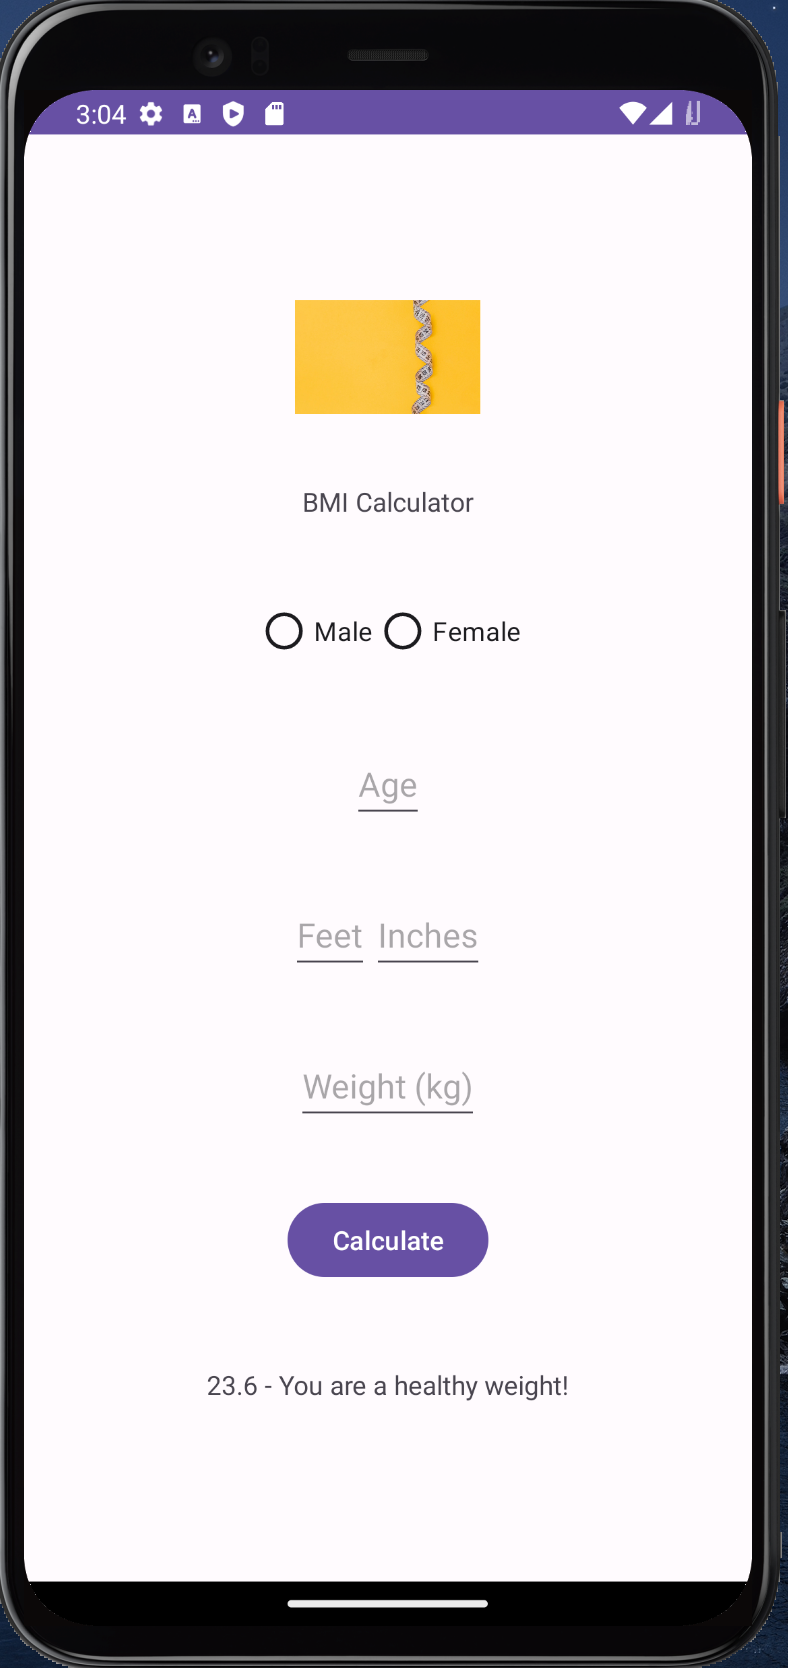 3:04
BMI Calculator
Male Female
Age
Feet Inches
Weight (kg)
Calculate
23.6 - You are a healthy weight!